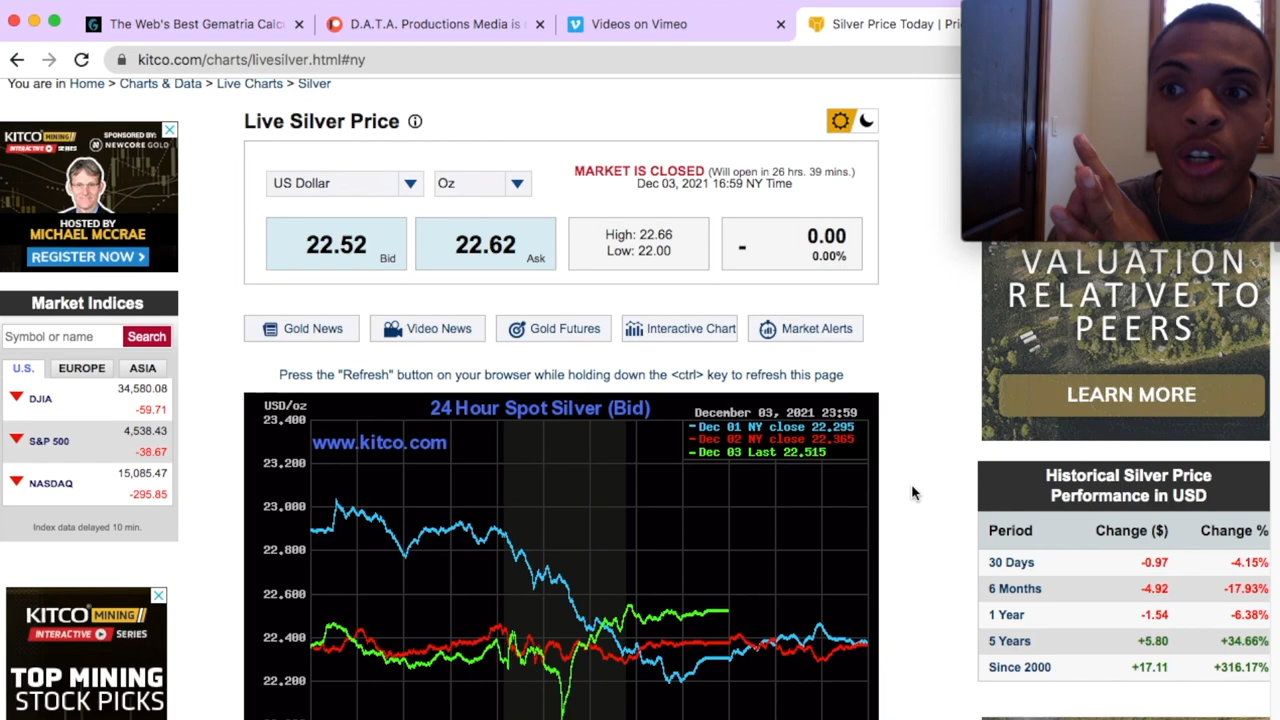 The Web's Best Gematria Calcu
D.A.T.A. Productions Media is
Videos on Vimeo
Silver Price Today | Pri
kitco.com/charts/livesilver.html#ny
You are in Home > Charts & Data > Live Charts > Silver
KITCO MINING
INTERACTIVE SERIES
SPONSORED BY:
NEWCORE GOLD
HOSTED BY
MICHAEL MCCRAE
REGISTER NOW >
Market Indices
Symbol or name
Search
U.S. EUROPE ASIA
DJIA 34,580.08
-59.71
S&P 500 4,538.43
-38.67
NASDAQ 15,085.47
-295.85
Index data delayed 10 min.
KITCO MINING
INTERACTIVE SERIES
TOP MINING
STOCK PICKS
Live Silver Price
US Dollar
Oz
MARKET IS CLOSED (Will open in 26 hrs. 39 mins.)
Dec 03, 2021 16:59 NY Time
22.52 Bid
22.62 Ask
High: 22.66
Low: 22.00
- 0.00
0.00%
Gold News
Video News
Gold Futures
Interactive Chart
Market Alerts
Press the "Refresh" button on your browser while holding down the <ctrl> key to refresh this page
USD/oz
24 Hour Spot Silver (Bid)
www.kitco.com
December 03, 2021 23:59
Dec 01 NY close 22.295
Dec 02 NY close 22.365
Dec 03 Last 22.515
23,400
23,200
23,000
22,800
22,600
22,400
22,200
VALUATION
RELATIVE TO
PEERS
LEARN MORE
Historical Silver Price
Performance in USD
Period Change ($) Change %
30 Days -0.97 -4.15%
6 Months -4.92 -17.93%
1 Year -1.54 -6.38%
5 Years +5.80 +34.66%
Since 2000 +17.11 +316.17%